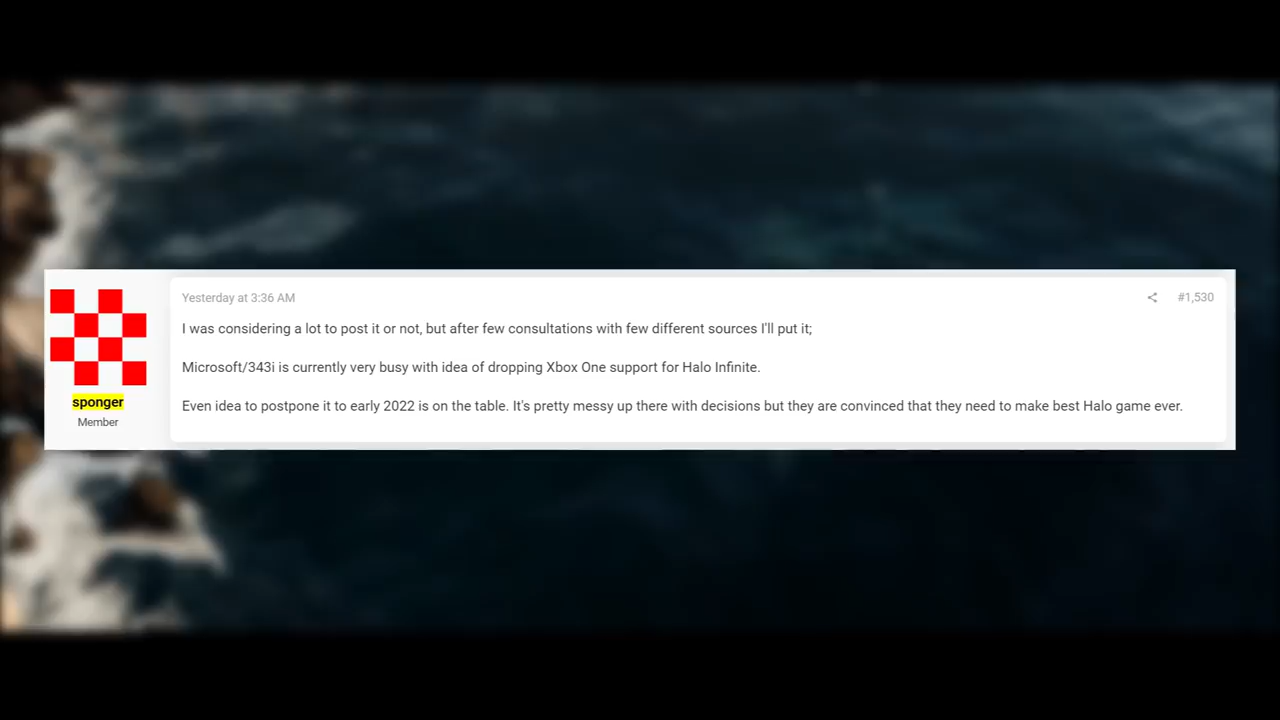 Yesterday at 3:36 AM
#1,530
I was considering a lot to post it or not, but after few consultations with few different sources I'll put it;
Microsoft/343i is currently very busy with idea of dropping Xbox One support for Halo Infinite.
Even idea to postpone it to early 2022 is on the table. It's pretty messy up there with decisions but they are convinced that they need to make best Halo game ever.
sponger
Member